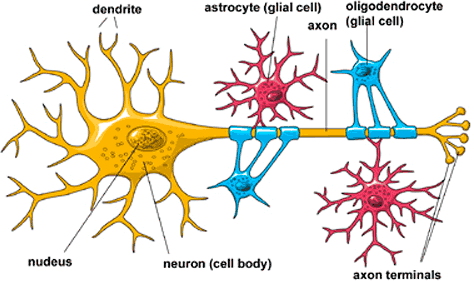 dendrite
astrocyte (glial cell)
axon
oligodendrocyte
(glial cell)
nudeus
neuron (cell body)
axon terminals